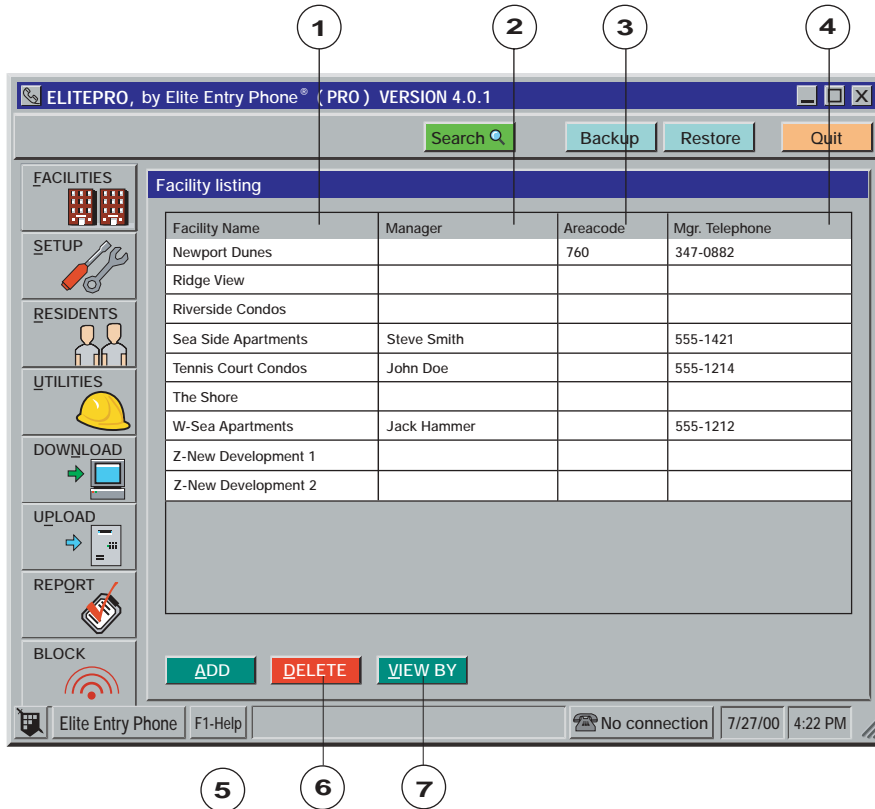 1 2 3 4
ELITEPRO, by Elite Entry Phone® (PRO) VERSION 4.0.1
Search Backup Restore Quit
FACILITIES
SETUP
RESIDENTS
UTILITIES
DOWNLOAD
UPLOAD
REPORT
BLOCK
Facility listing
Facility Name Manager Areacode Mgr. Telephone
Newport Dunes 760 347-0882
Ridge View
Riverside Condos
Sea Side Apartments Steve Smith 555-1421
Tennis Court Condos John Doe 555-1214
The Shore
W-Sea Apartments Jack Hammer 555-1212
Z-New Development 1
Z-New Development 2
ADD DELETE VIEW BY
Elite Entry Phone F1-Help No connection 7/27/00 4:22 PM
5 6 7